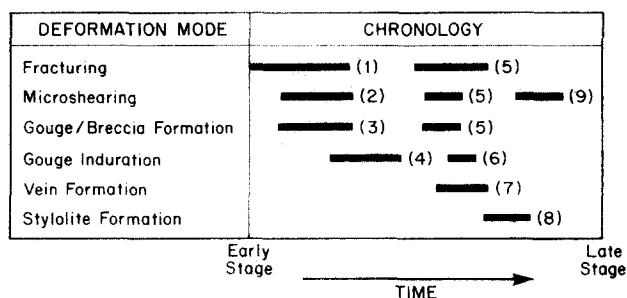 DEFORMATION MODE CHRONOLOGY
Fracturing (1) (5)
Microshearing (2) (5) (9)
Gouge/Breccia Formation (3) (5)
Gouge Induration (4) (6)
Vein Formation (7)
Stylolite Formation (8)
Early Late
Stage Stage
TIME